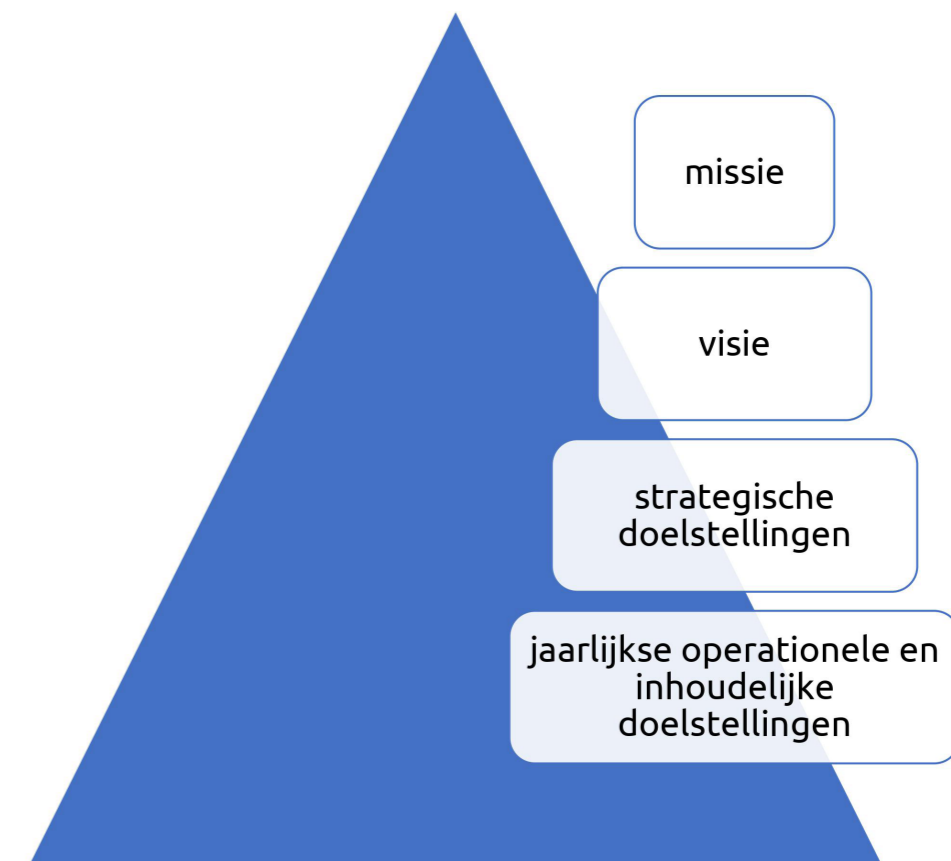 missie
visie
strategische
doelstellingen
jaarlijkse operationele en
inhoudelijke
doelstellingen